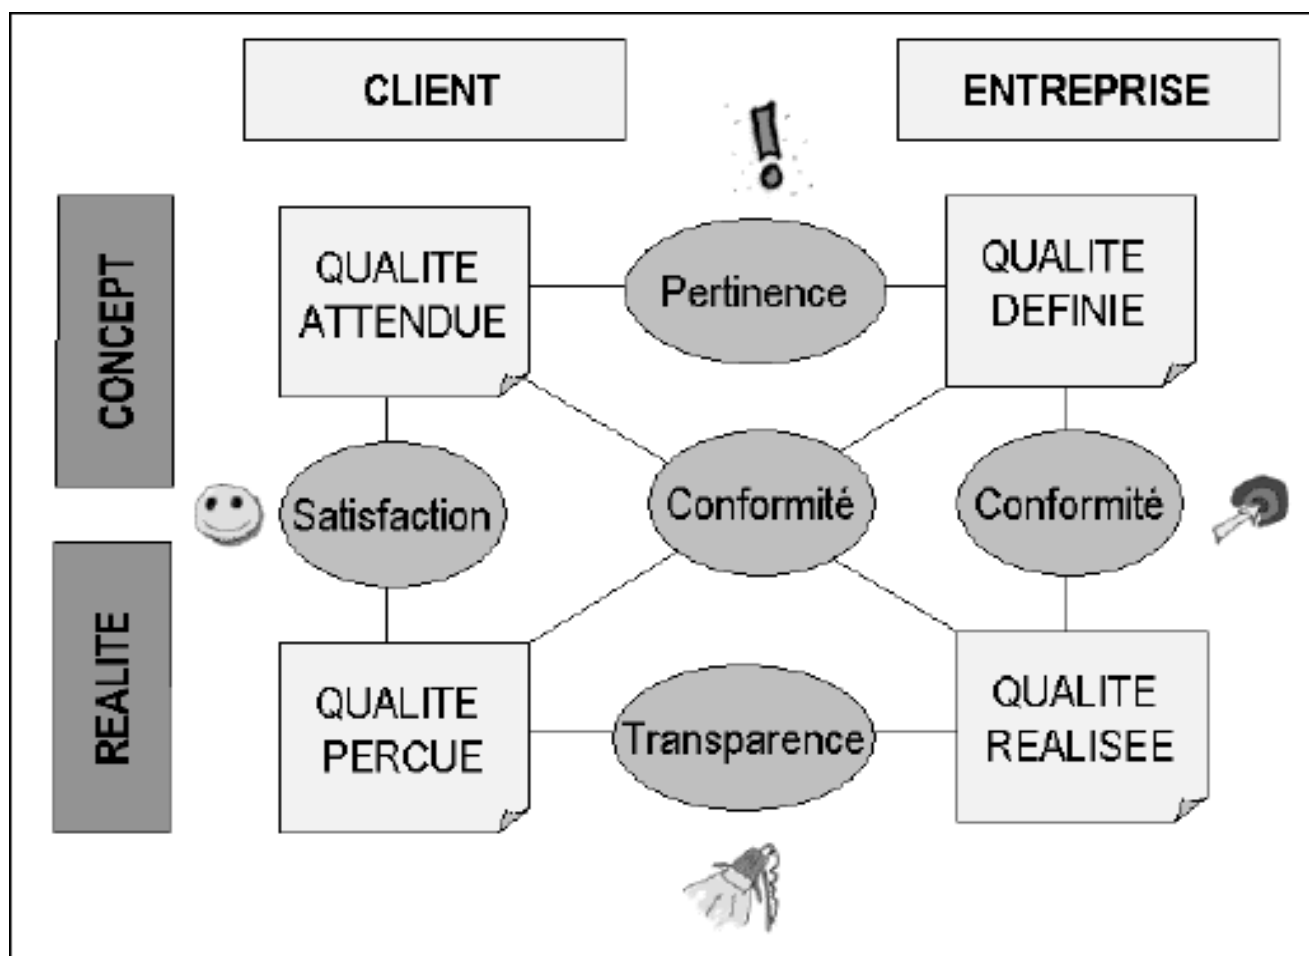 CLIENT
ENTREPRISE
CONCEPT
QUALITE
ATTENDUE
Pertinence
QUALITE
DEFINIE
Satisfaction
Conformité
Conformité
REALITE
QUALITE
PERCUE
Transparence
QUALITE
REALISEE